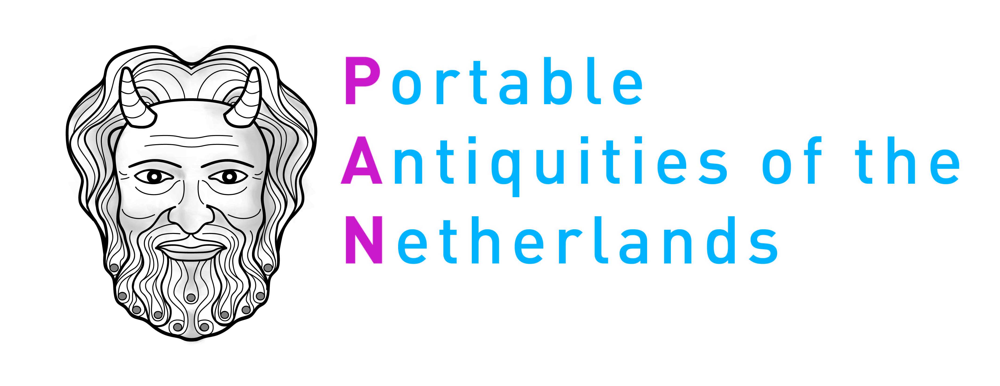 Portable
Antiquities of the
Netherlands